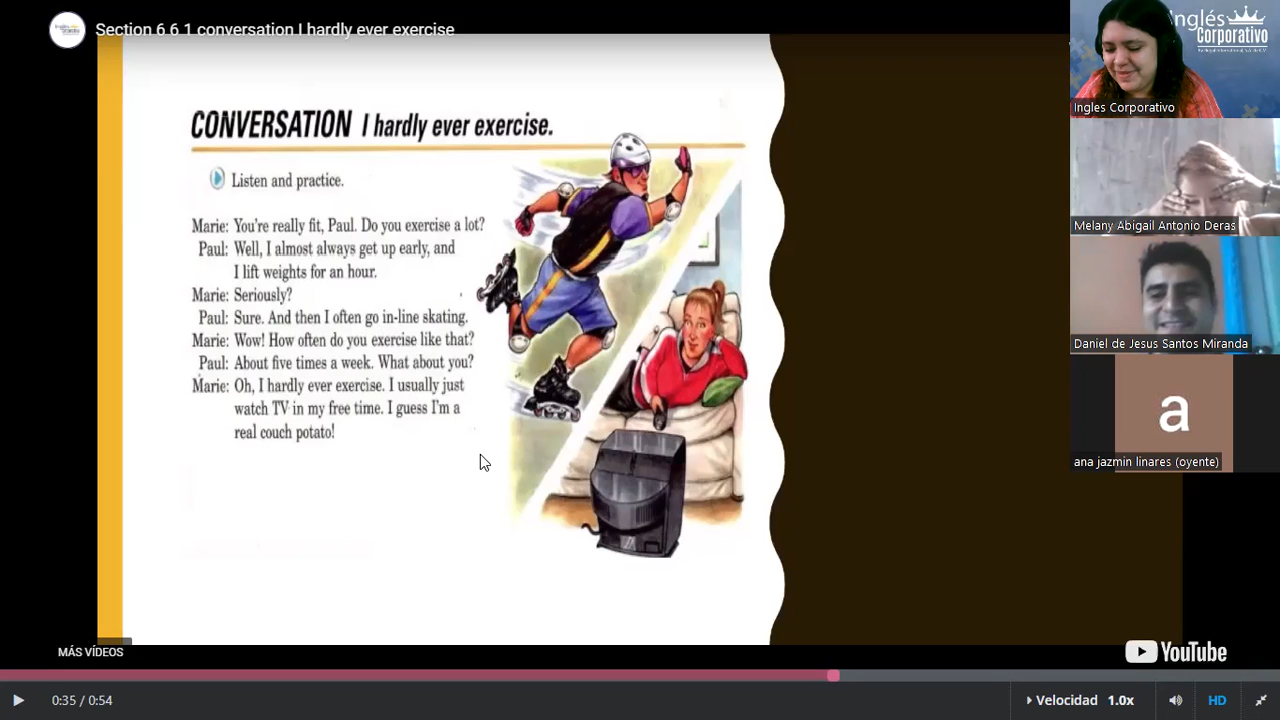 Section 6 6 1 conversation I hardly ever exercise
CONVERSATION I hardly ever exercise.
Listen and practice.
Marie: You're really fit, Paul. Do you exercise a lot?
Paul: Well, I almost always get up early, and
I lift weights for an hour.
Marie: Seriously?
Paul: Sure. And then I often go in-line skating.
Marie: Wow! How often do you exercise like that?
Paul: About five times a week. What about you?
Marie: Oh, I hardly ever exercise. I usually just
watch TV in my free time. I guess I'm a
real couch potato!
Inglés
Corporativo
Ingles Corporativo
Melany Abigail Antonio Deras
Daniel de Jesus Santos Miranda
a
ana jazmin linares (oyente)
MÁS VÍDEOS
YouTube
0:35 / 0:54
Velocidad 1.0x
HD